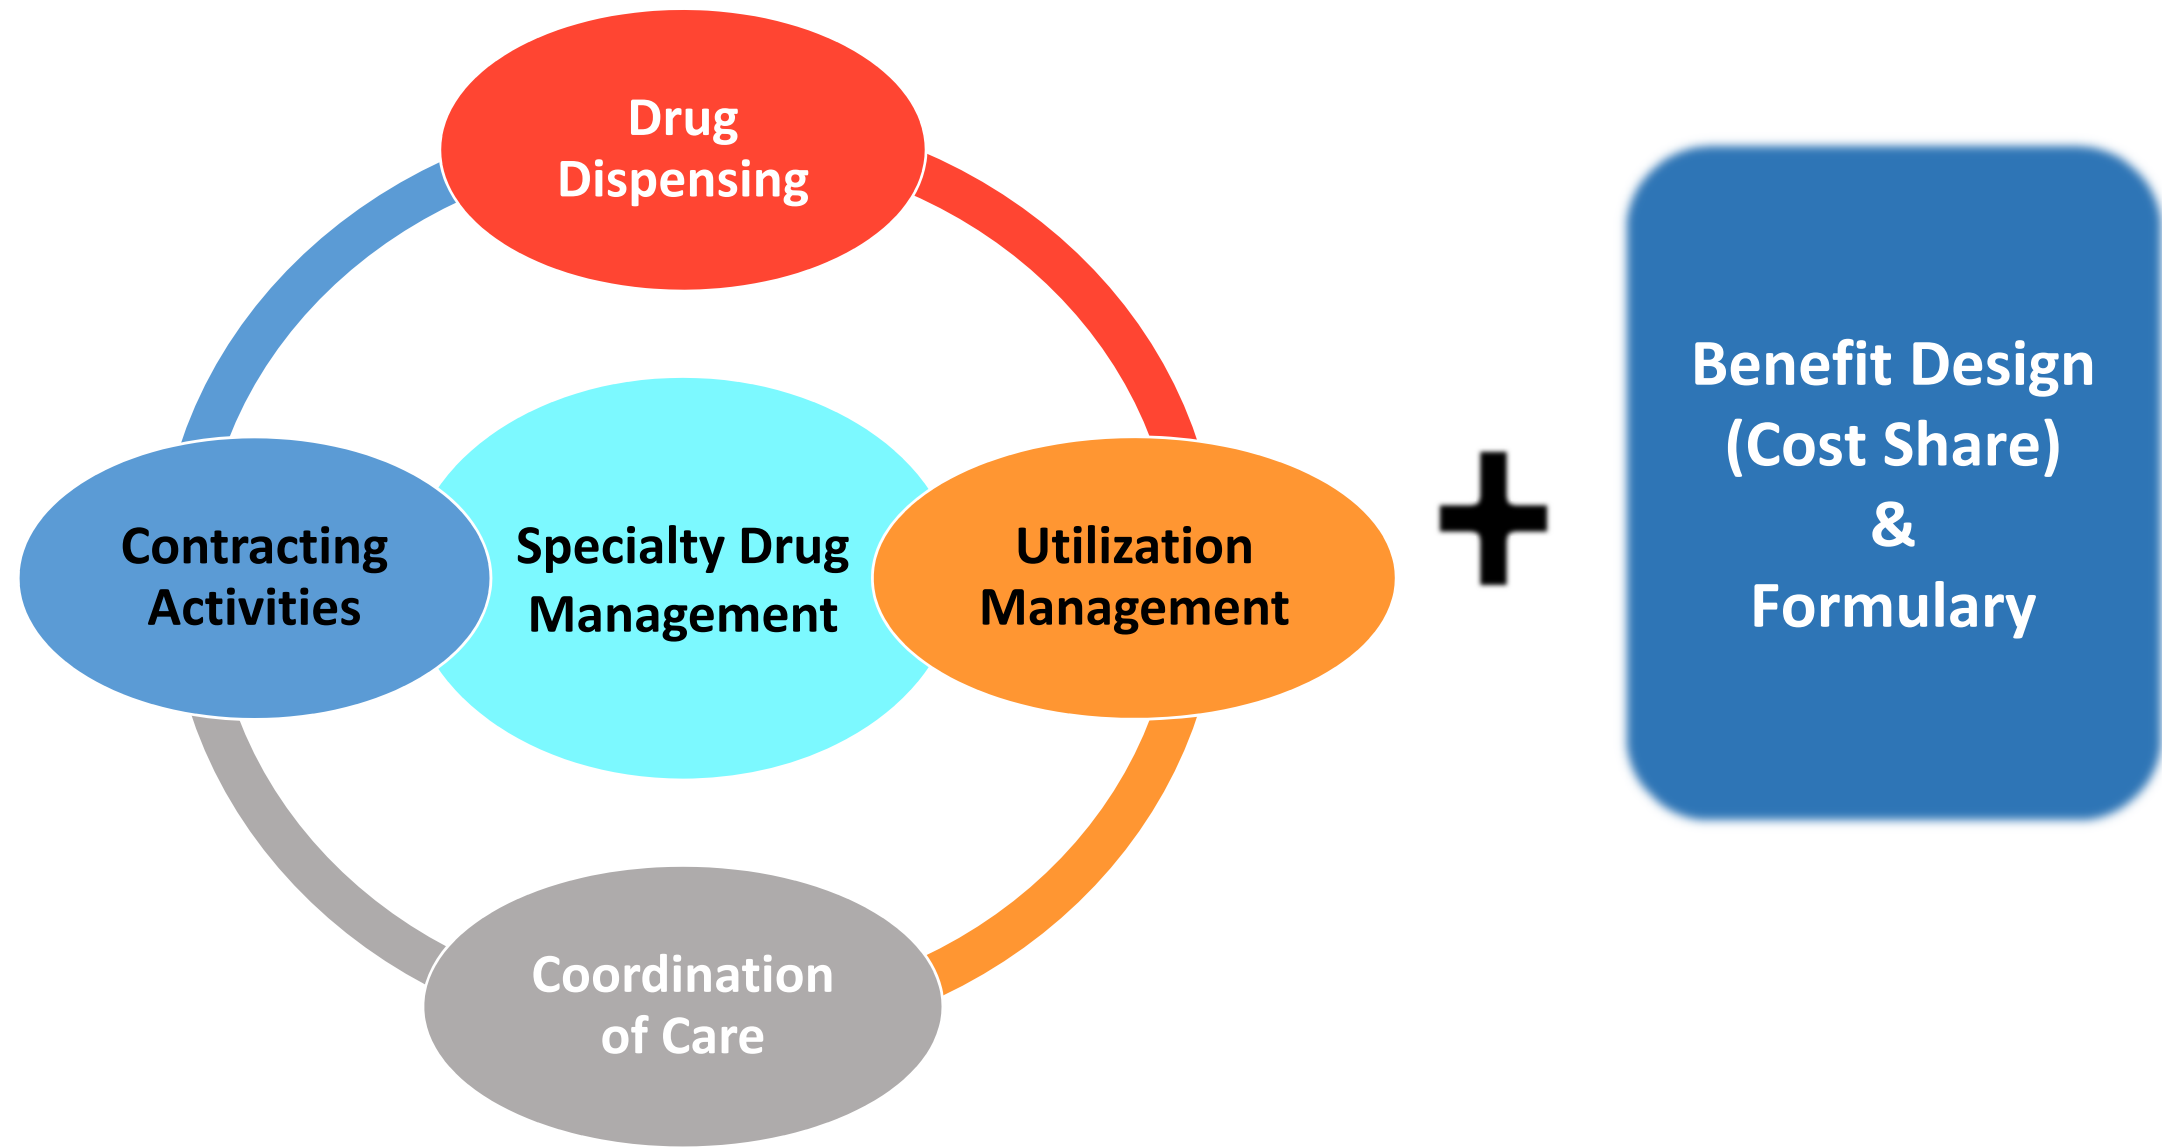 Drug
Dispensing
Contracting
Activities
Specialty Drug
Management
Utilization
Management
Coordination
of Care
+
Benefit Design
(Cost Share)
&
Formulary